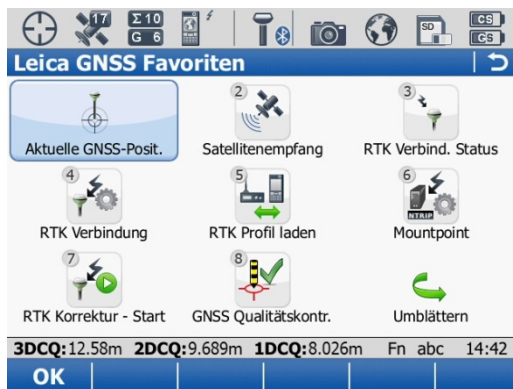 17 Σ 10 SD CS
G 6 GS
Leica GNSS Favoriten
2 3
Aktuelle GNSS-Posit. Satellitenempfang RTK Verbind. Status
4 5 6
NTRIP
RTK Verbindung RTK Profil laden Mountpoint
7 8
RTK Korrektur - Start GNSS Qualitätskontr. Umblättern
3DCQ:12.58m 2DCQ:9.689m 1DCQ:8.026m Fn abc 14:42
OK